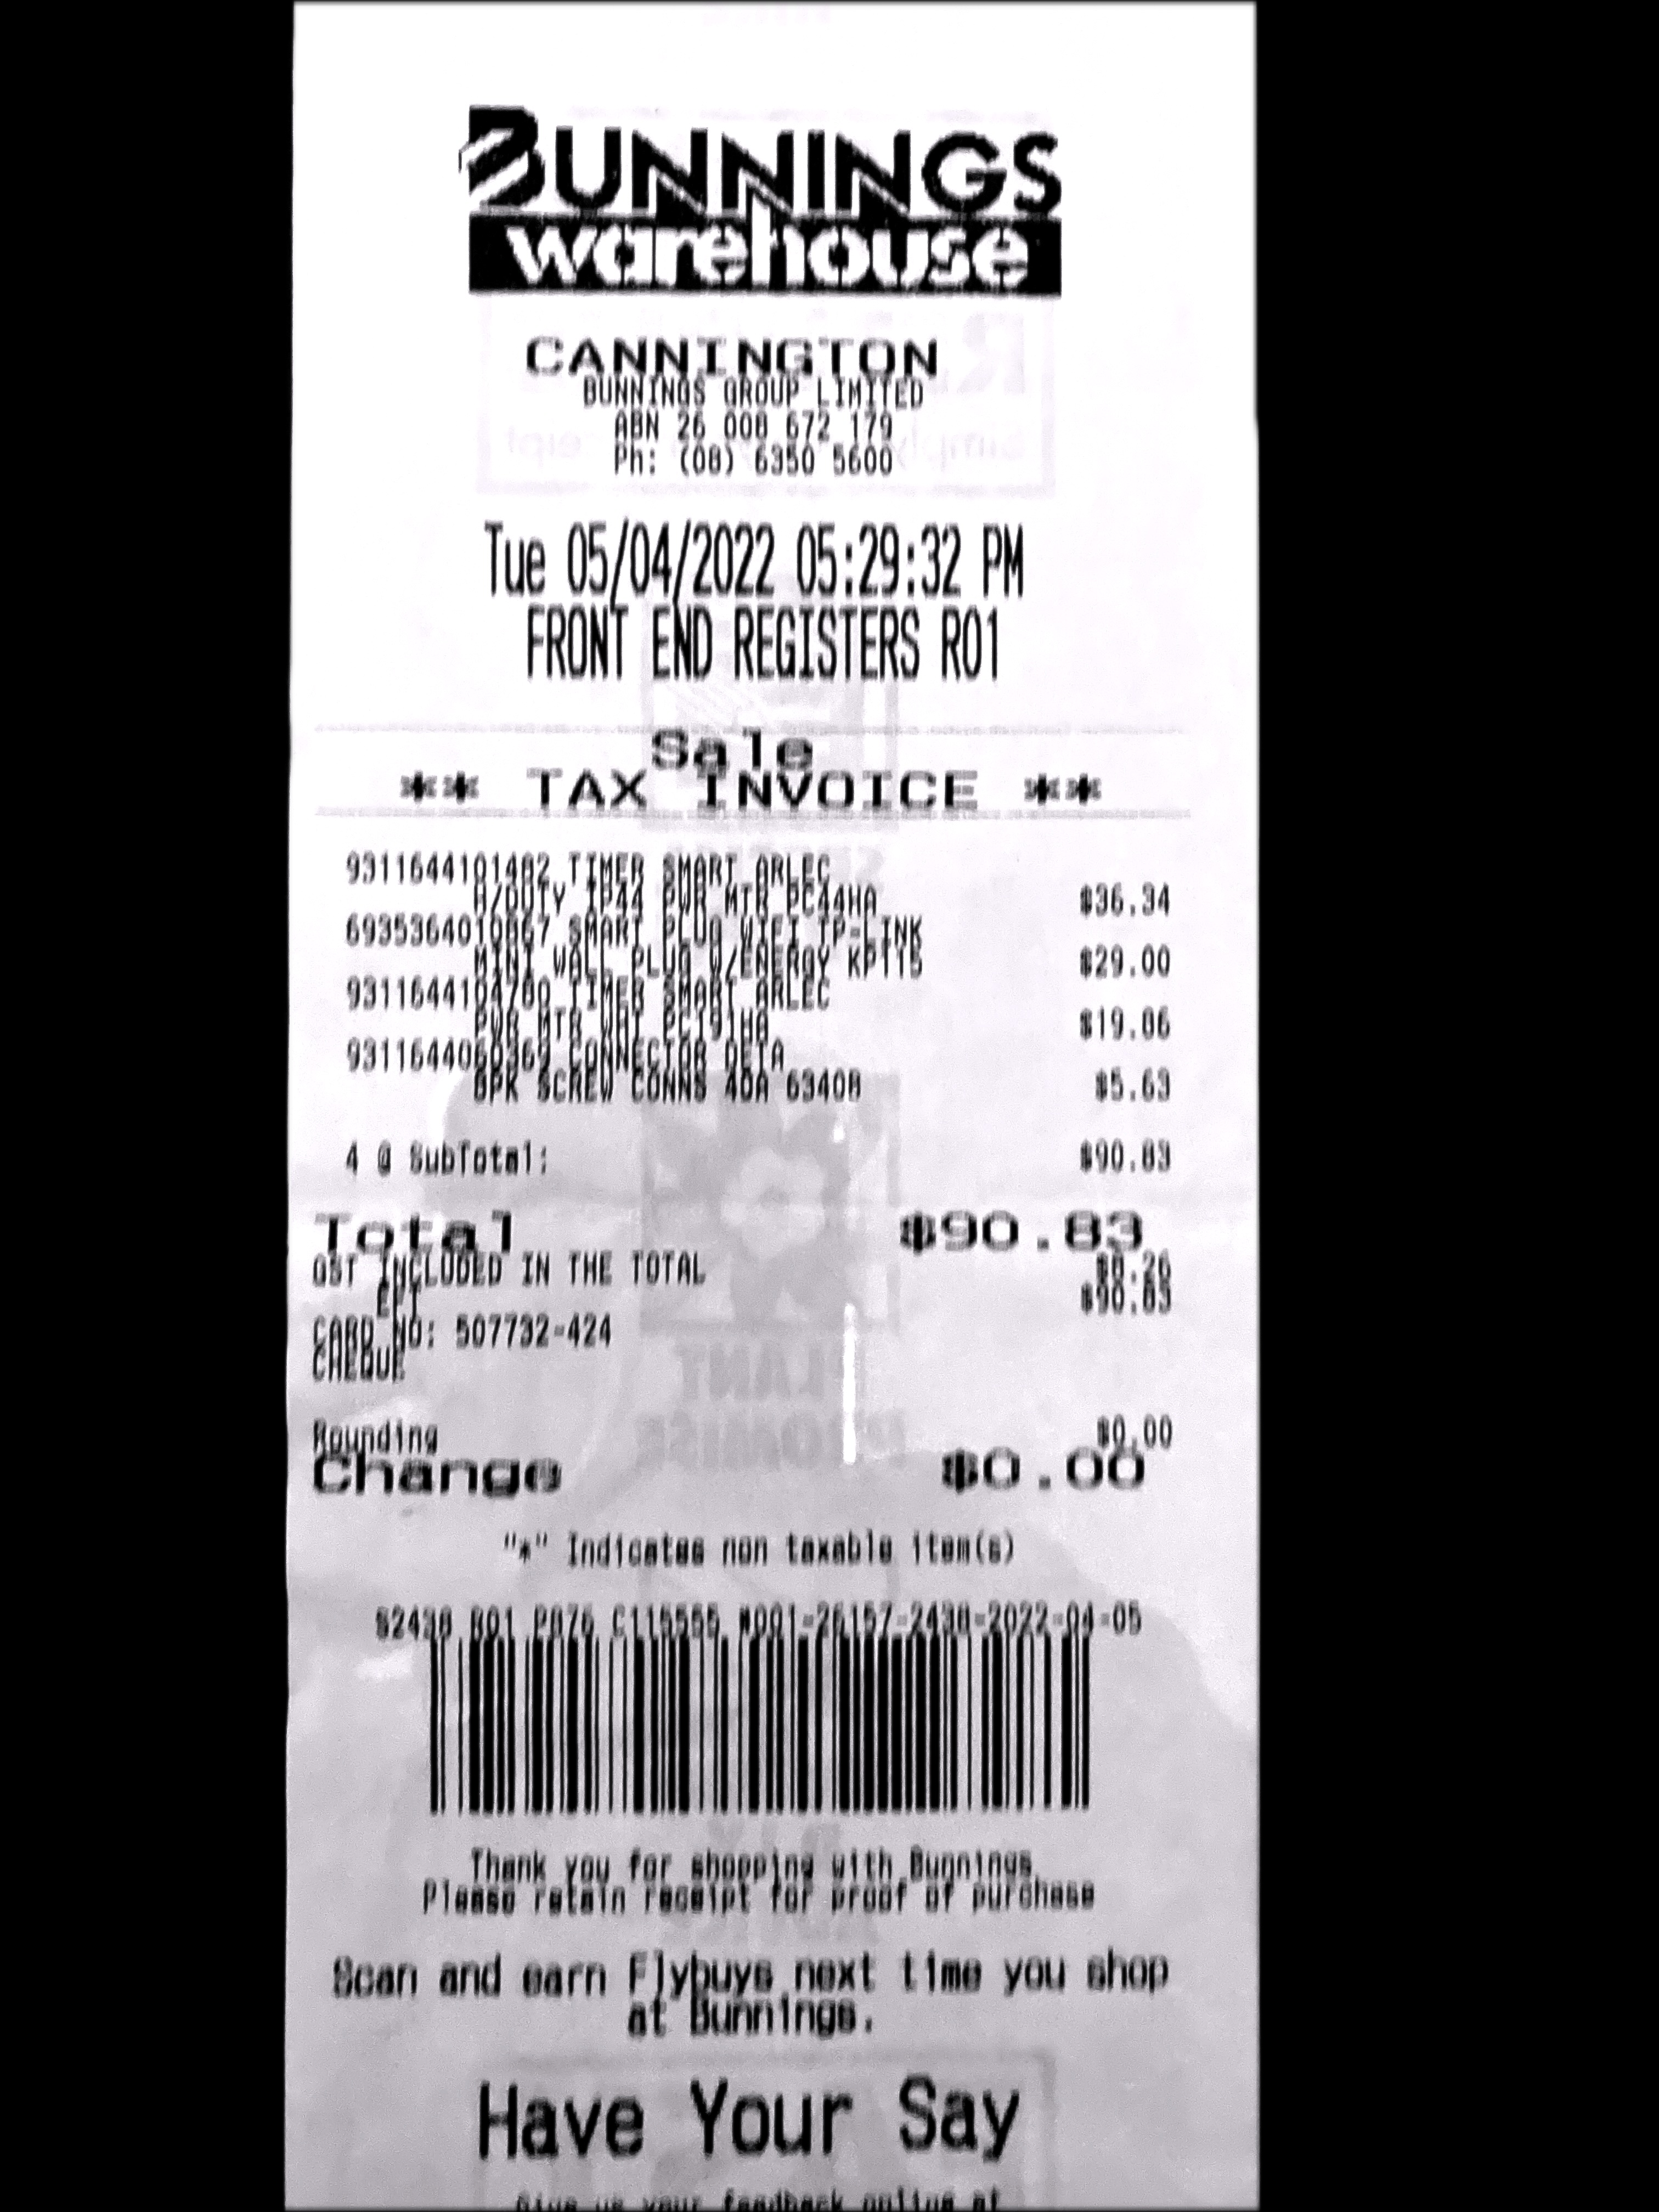 BUNNINGS
warehouse
CANNINGTON
BUNNINGS GROUP LIMITED
ABN 26 008 672 179
Ph: (08) 6350 5600
Tue 05/04/2022 05:29:32 PM
FRONT END REGISTERS R01
Sale
** TAX INVOICE **
9311644101482 TIMER SMART ARLEC
H/DUTY IP44 PWR MTR PC44HA $36.34
6935364010867 SMART PLUG WIFI TP-LINK
MINI WALL PLUG W/ENERGY KP115 $29.00
9311644104780 TIMER SMART ARLEC
PWR MTR WHT PC191HA $19.86
9311644060369 CONNECTOR DETA
SCREW CONNS 40A $5.63
4 @ SubTotal: $90.83
Total $90.83
GST INCLUDED IN THE TOTAL $8.26
EFT $90.83
CARD NO: 507732-424
CHEQUE
Rounding $0.00
Change $0.00
"*" Indicates non taxable item(s)
S2438 R01 P876 C115555 #001-26157-2438-2022-04-05
Thank you for shopping with Bunnings
Please retain receipt for proof of purchase
Scan and earn Flybuys next time you shop
at Bunnings.
Have Your Say
Give us your feedback online at